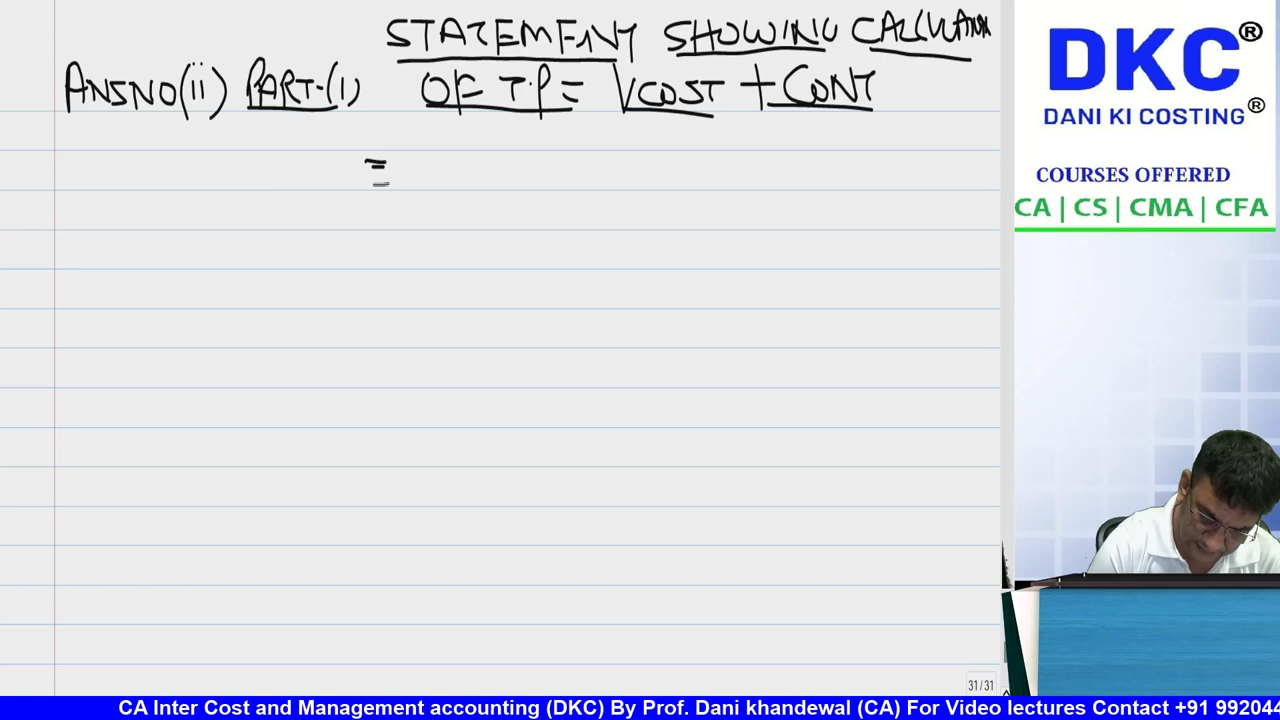 STATEMENT SHOWING CALCULATION
ANSNO(ii) PART-(1) OF T.P = VCOST + CONT
=
DKC®
DANI KI COSTING®
COURSES OFFERED
CA | CS | CMA | CFA
31/31
CA Inter Cost and Management accounting (DKC) By Prof. Dani khandewal (CA) For Video lectures Contact +91 992044